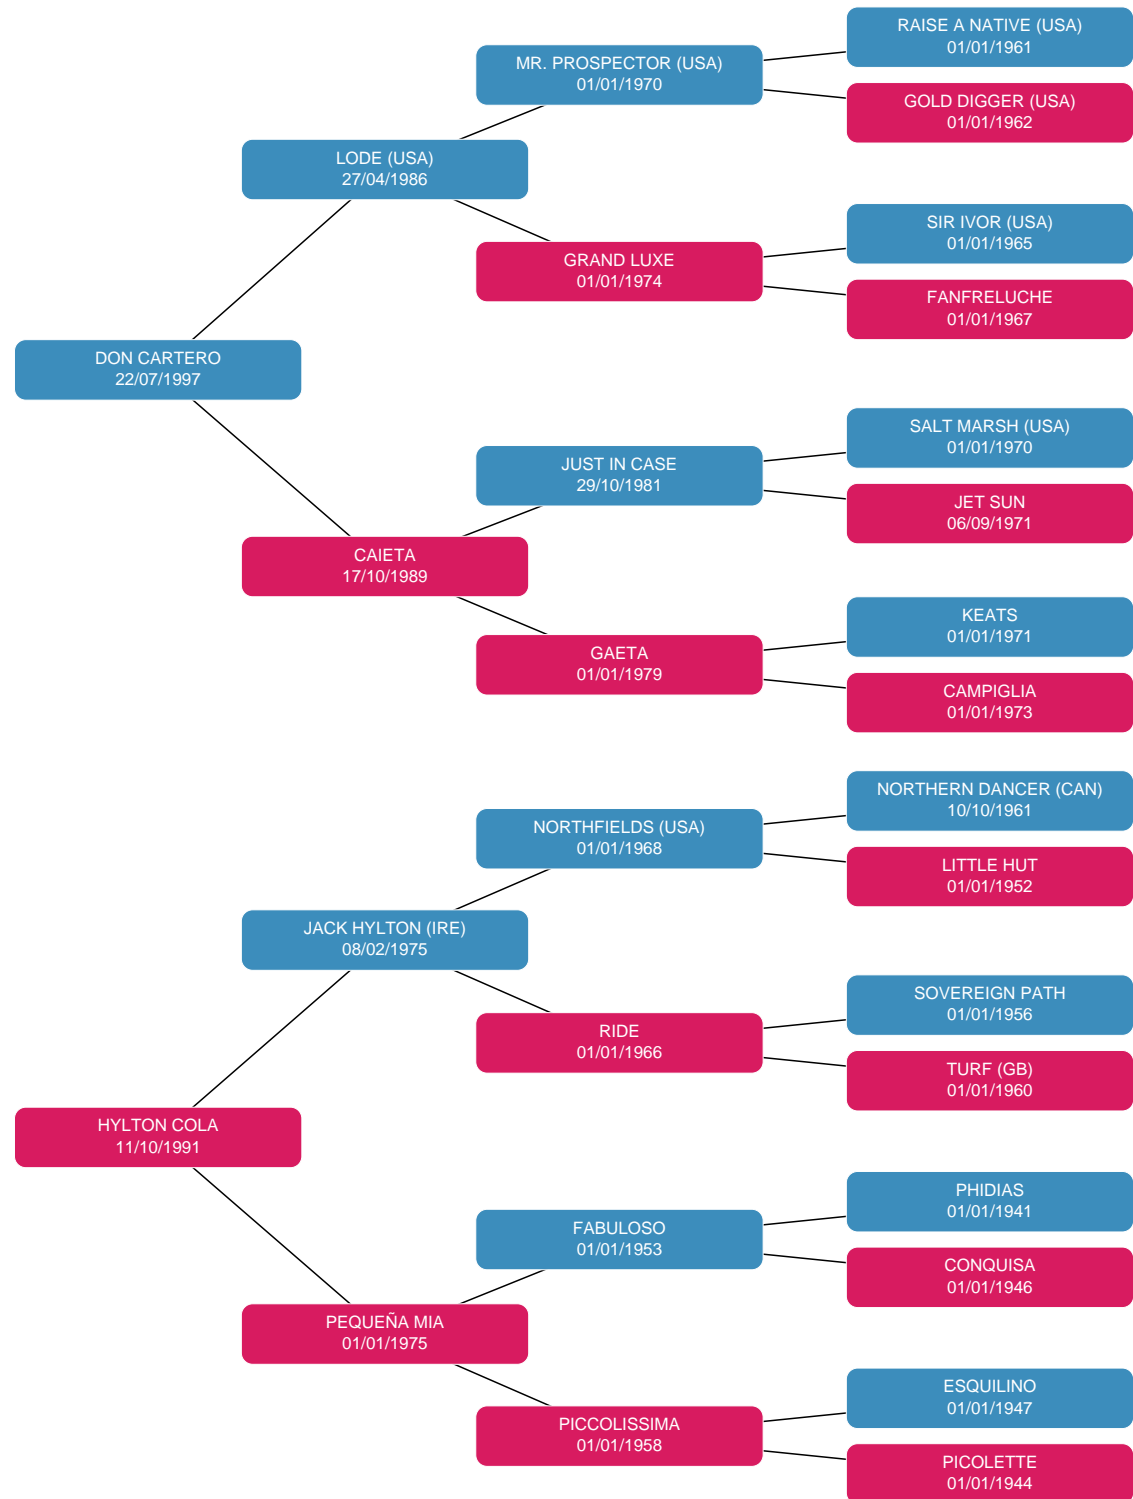 RAISE A NATIVE (USA)
01/01/1961
MR. PROSPECTOR (USA)
01/01/1970
GOLD DIGGER (USA)
01/01/1962
LODE (USA)
27/04/1986
SIR IVOR (USA)
01/01/1965
GRAND LUXE
01/01/1974
FANFRELUCHE
01/01/1967
DON CARTERO
22/07/1997
SALT MARSH (USA)
01/01/1970
JUST IN CASE
29/10/1981
JET SUN
06/09/1971
CAIETA
17/10/1989
KEATS
01/01/1971
GAETA
01/01/1979
CAMPIGLIA
01/01/1973
NORTHERN DANCER (CAN)
10/10/1961
NORTHFIELDS (USA)
01/01/1968
LITTLE HUT
01/01/1952
JACK HYLTON (IRE)
08/02/1975
SOVEREIGN PATH
01/01/1956
RIDE
01/01/1966
TURF (GB)
01/01/1960
HYLTON COLA
11/10/1991
PHIDIAS
01/01/1941
FABULOSO
01/01/1953
CONQUISA
01/01/1946
PEQUEÑA MIA
01/01/1975
ESQUILINO
01/01/1947
PICCOLISSIMA
01/01/1958
PICOLETTE
01/01/1944